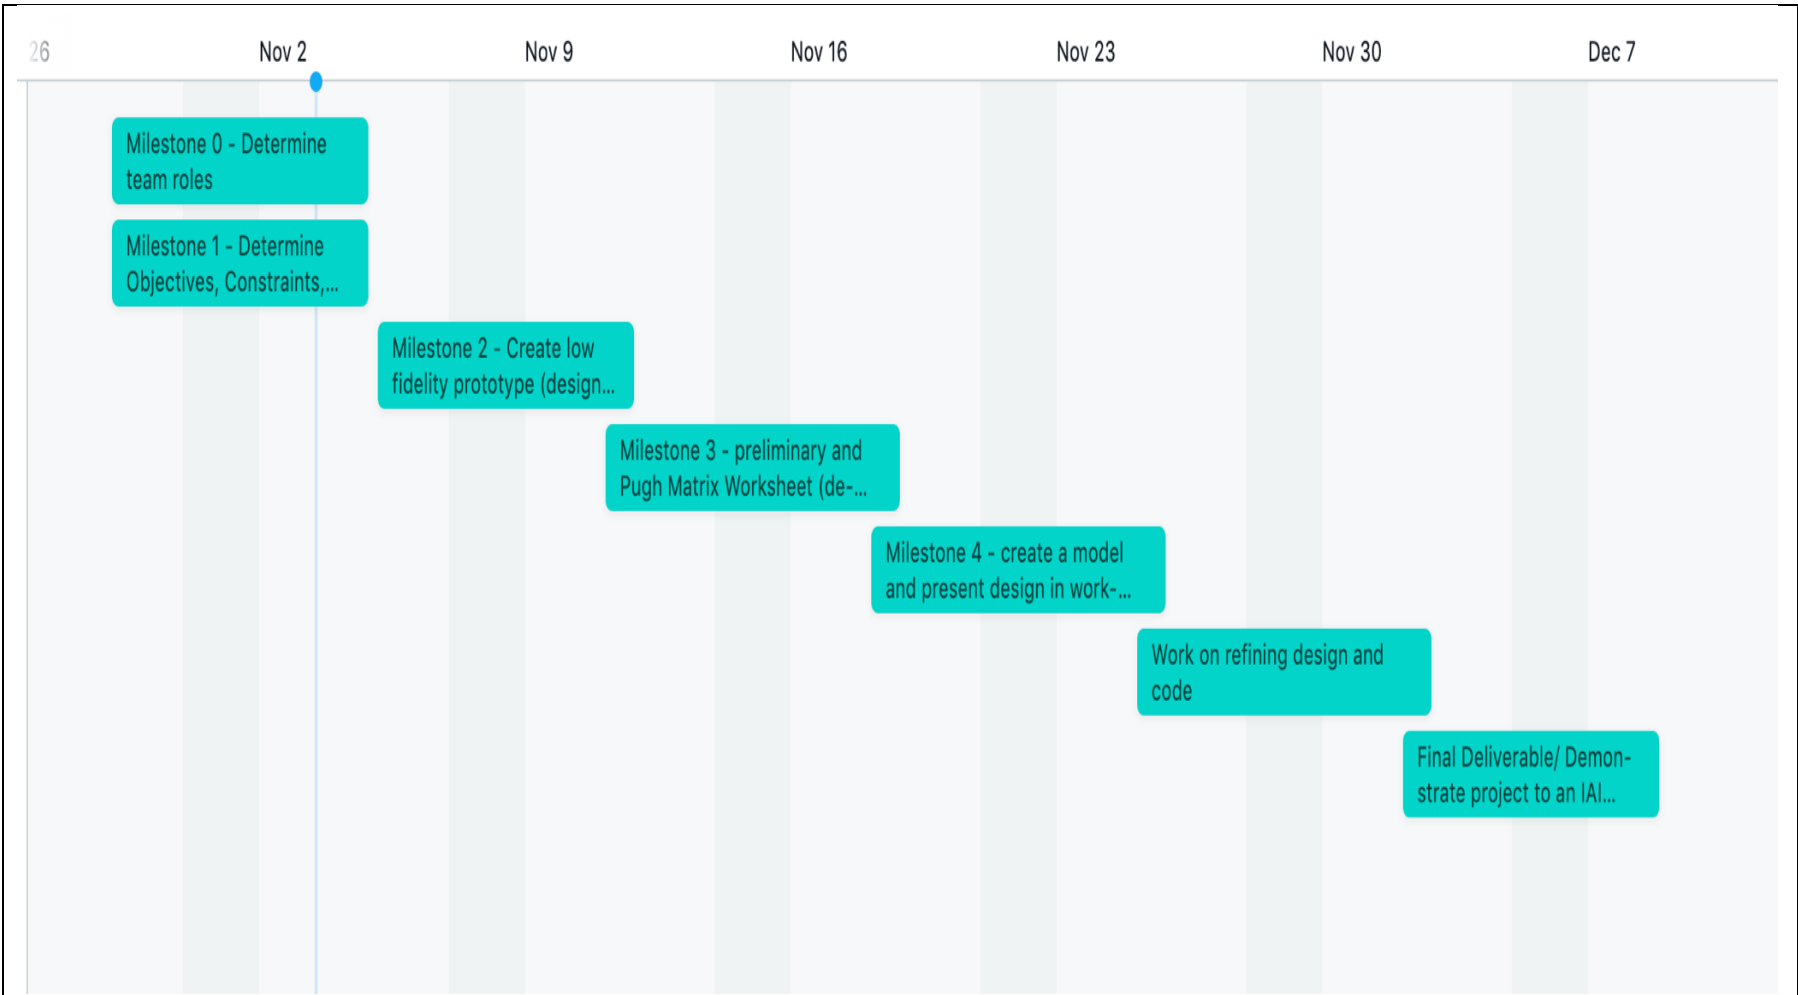 26 Nov 2 Nov 9 Nov 16 Nov 23 Nov 30 Dec 7
Milestone 0 - Determine
team roles
Milestone 1 - Determine
Objectives, Constraints,...
Milestone 2 - Create low
fidelity prototype (design...
Milestone 3 - preliminary and
Pugh Matrix Worksheet (de-...
Milestone 4 - create a model
and present design in work-...
Work on refining design and
code
Final Deliverable/ Demon-
strate project to an IAI...